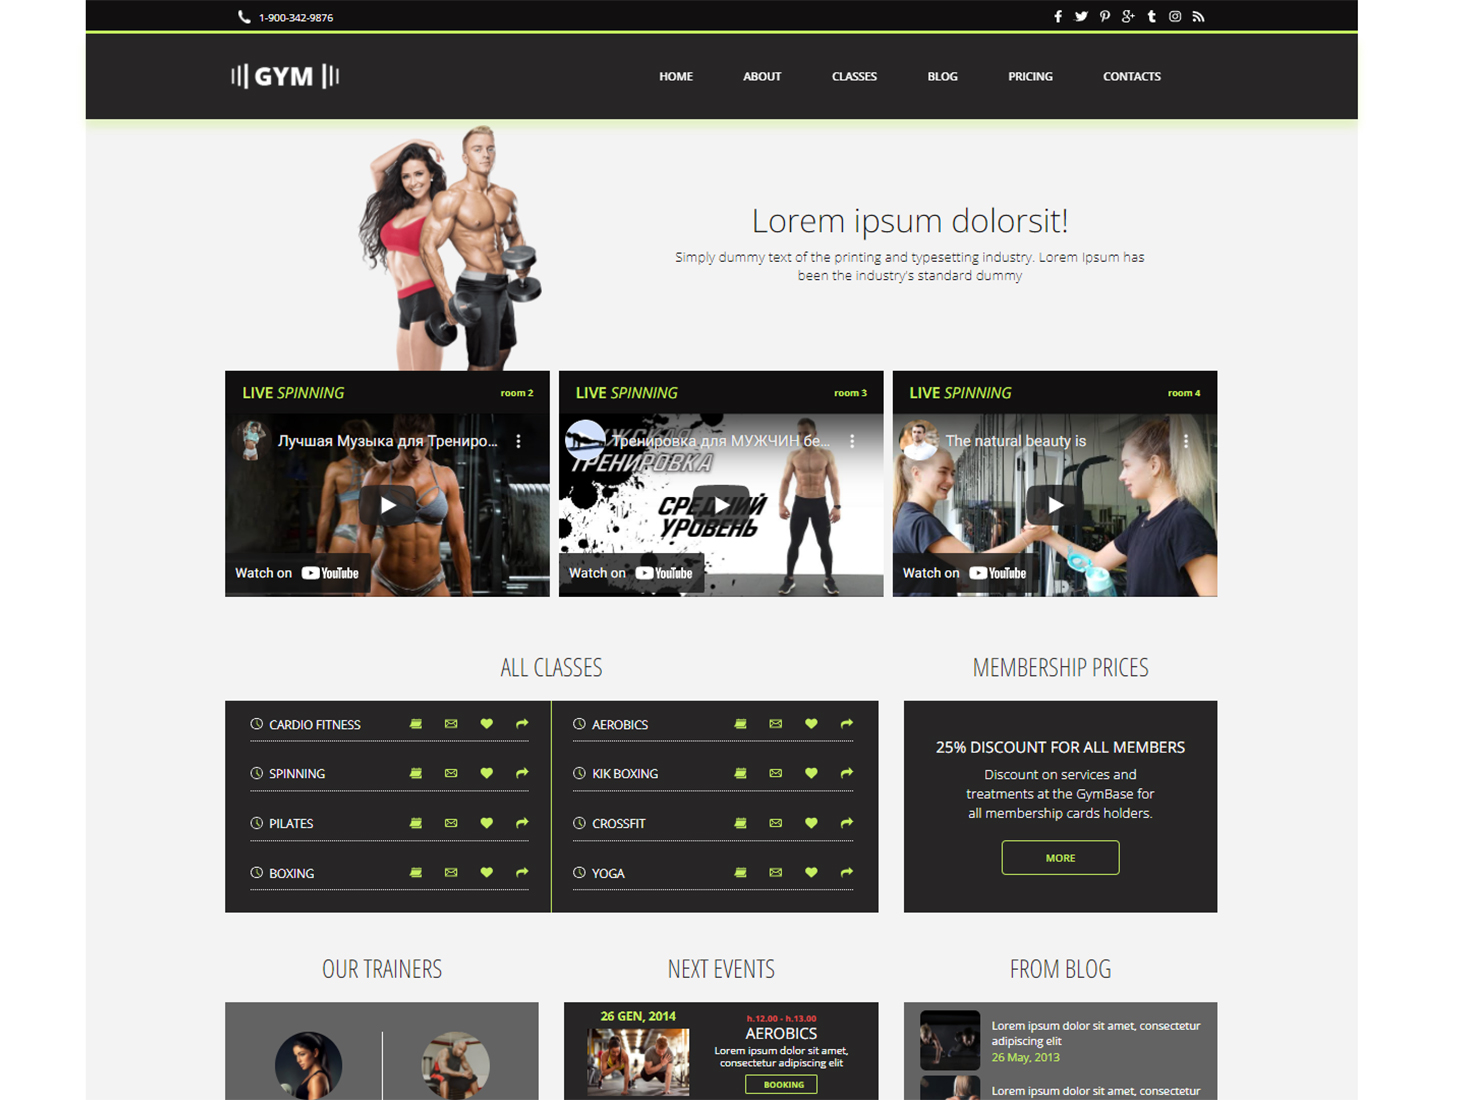 1-900-342-9876
GYM
HOME ABOUT CLASSES BLOG PRICING CONTACTS
Lorem ipsum dolorsit!
Simply dummy text of the printing and typesetting industry. Lorem Ipsum has
been the industry's standard dummy
LIVE SPINNING room 2
Лучшая Музыка для Трениро...
Watch on YouTube
LIVE SPINNING room 3
Тренировка для МУЖЧИН бе...
ТРЕНИРОВКА
СРЕДНИЙ
УРОВЕНЬ
Watch on YouTube
LIVE SPINNING room 4
The natural beauty is
Watch on YouTube
ALL CLASSES
CARDIO FITNESS
SPINNING
PILATES
BOXING
AEROBICS
KIK BOXING
CROSSFIT
YOGA
MEMBERSHIP PRICES
25% DISCOUNT FOR ALL MEMBERS
Discount on services and
treatments at the GymBase for
all membership cards holders.
MORE
OUR TRAINERS
NEXT EVENTS
26 GEN, 2014
h.12.00 - h.13.00
AEROBICS
Lorem ipsum dolor sit amet,
consectetur adipiscing elit
BOOKING
FROM BLOG
Lorem ipsum dolor sit amet, consectetur
adipiscing elit
26 May, 2013
Lorem ipsum dolor sit amet, consectetur